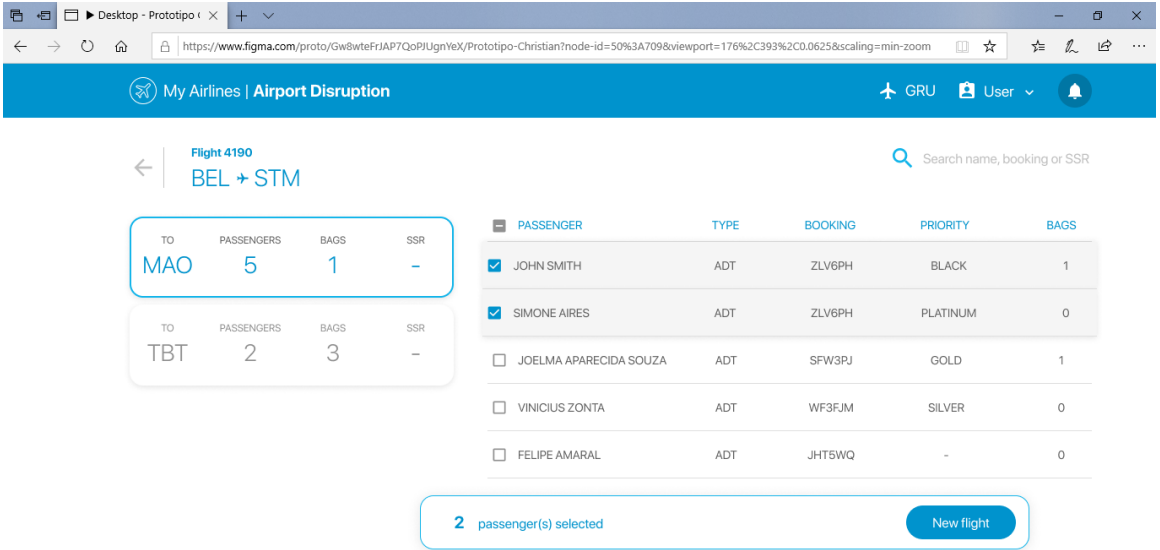 Desktop - Prototipo (
https://www.figma.com/proto/Gw8wteFrJAP7QoPJUgnYeX/Prototipo-Christian?node-id=50%3A709&viewport=176%2C393%2C0.0625&scaling=min-zoom
My Airlines | Airport Disruption
GRU
User
Flight 4190
BEL STM
Search name, booking or SSR
TO PASSENGERS BAGS SSR
MAO 5 1 -
TO PASSENGERS BAGS SSR
TBT 2 3 -
PASSENGER TYPE BOOKING PRIORITY BAGS
JOHN SMITH ADT ZLV6PH BLACK 1
SIMONE AIRES ADT ZLV6PH PLATINUM 0
JOELMA APARECIDA SOUZA ADT SFW3PJ GOLD 1
VINICIUS ZONTA ADT WF3FJM SILVER 0
FELIPE AMARAL ADT JHT5WQ - 0
2 passenger(s) selected
New flight